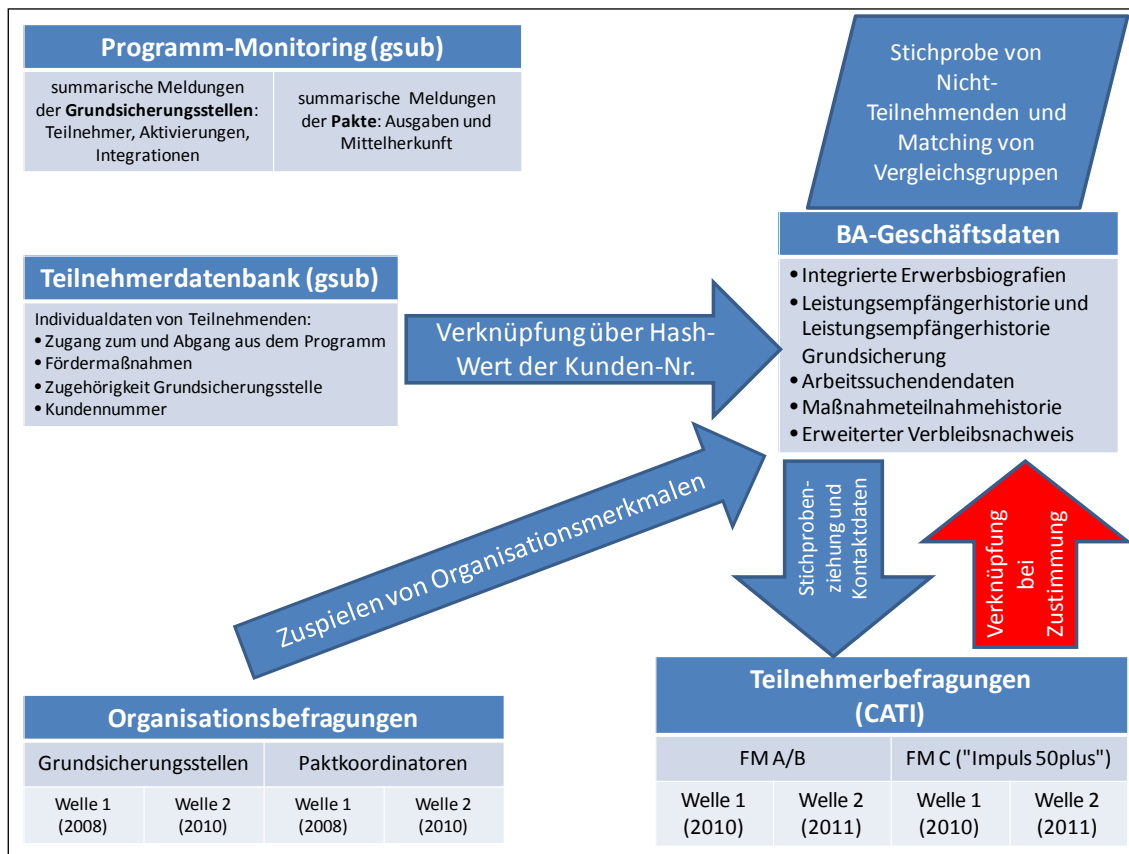 Programm-Monitoring (gsub)
summarische Meldungen
der Grundsicherungsstellen:
Teilnehmer, Aktivierungen,
Integrationen
summarische Meldungen
der Pakte: Ausgaben und
Mittelherkunft
Stichprobe von
Nicht-
Teilnehmenden und
Matching von
Vergleichsgruppen
BA-Geschäftsdaten
• Integrierte Erwerbsbiografien
• Leistungsempfängerhistorie und
Leistungsempfängerhistorie
Grundsicherung
• Arbeitssuchendendaten
• Maßnahmeteilnahmehistorie
• Erweiterter Verbleibsnachweis
Teilnehmerdatenbank (gsub)
Individualdaten von Teilnehmenden:
• Zugang zum und Abgang aus dem Programm
• Fördermaßnahmen
• Zugehörigkeit Grundsicherungsstelle
• Kundennummer
Verknüpfung über Hash-
Wert der Kunden-Nr.
Zuspielen von Organisationsmerkmalen
Stichproben-
ziehung und
Kontaktdaten
Verknüpfung
bei
Zustimmung
Organisationsbefragungen
Grundsicherungsstellen
Paktkoordinatoren
Welle 1
(2008)
Welle 2
(2010)
Welle 1
(2008)
Welle 2
(2010)
Teilnehmerbefragungen
(CATI)
FM A/B
FM C ("Impuls 50plus")
Welle 1
(2010)
Welle 2
(2011)
Welle 1
(2010)
Welle 2
(2011)